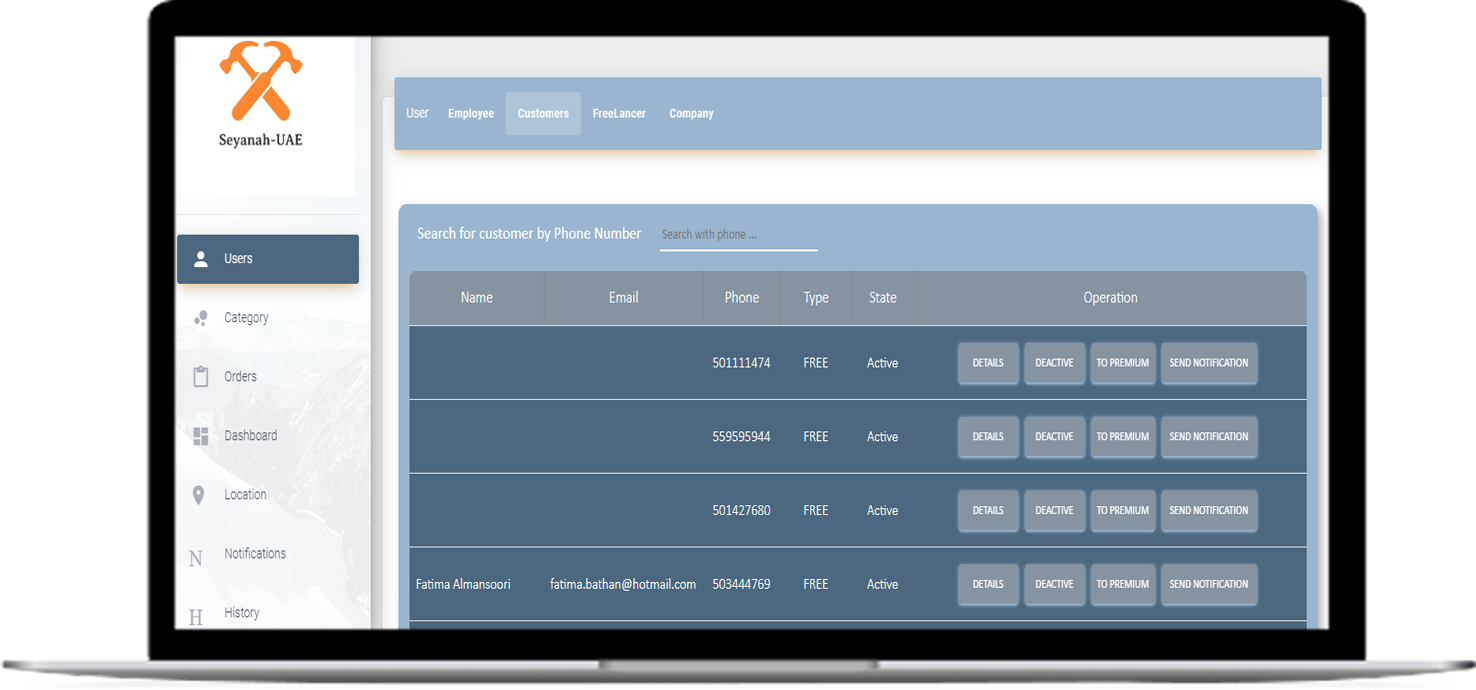 Seyanah-UAE
Users
Category
Orders
Dashboard
Location
N Notifications
H History
User Employee Customers FreeLancer Company
Search for customer by Phone Number Search with phone ...
Name Email Phone Type State Operation
501111474 FREE Active DETAILS DEACTIVE TO PREMIUM SEND NOTIFICATION
559595944 FREE Active DETAILS DEACTIVE TO PREMIUM SEND NOTIFICATION
501427680 FREE Active DETAILS DEACTIVE TO PREMIUM SEND NOTIFICATION
Fatima Almansoori fatima.bathan@hotmail.com 503444769 FREE Active DETAILS DEACTIVE TO PREMIUM SEND NOTIFICATION